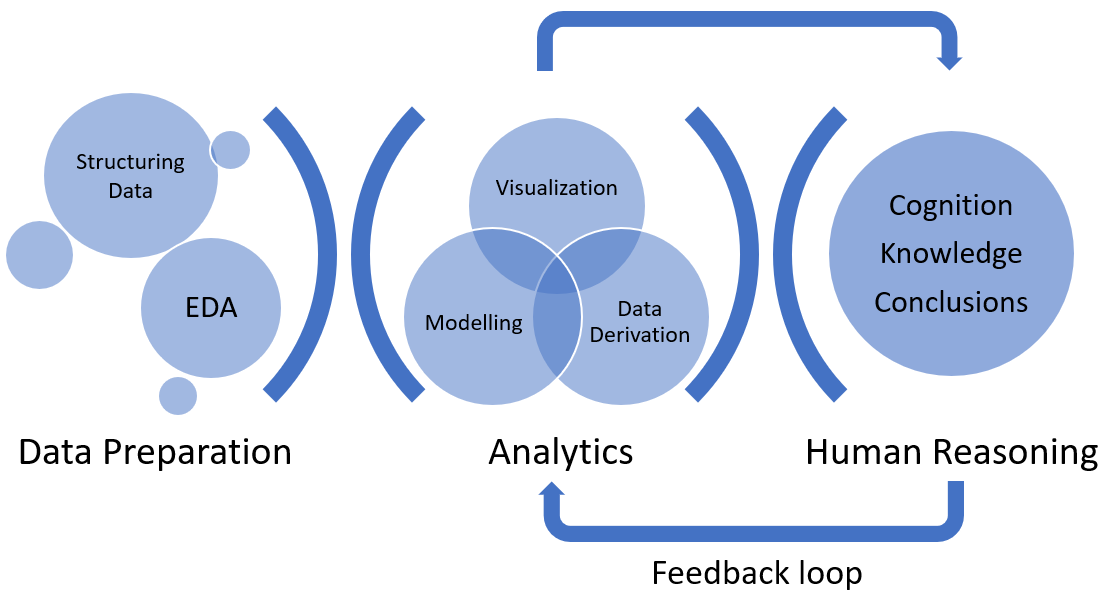 Structuring
Data
EDA
Data Preparation
Visualization
Modelling
Data
Derivation
Analytics
Cognition
Knowledge
Conclusions
Human Reasoning
Feedback loop